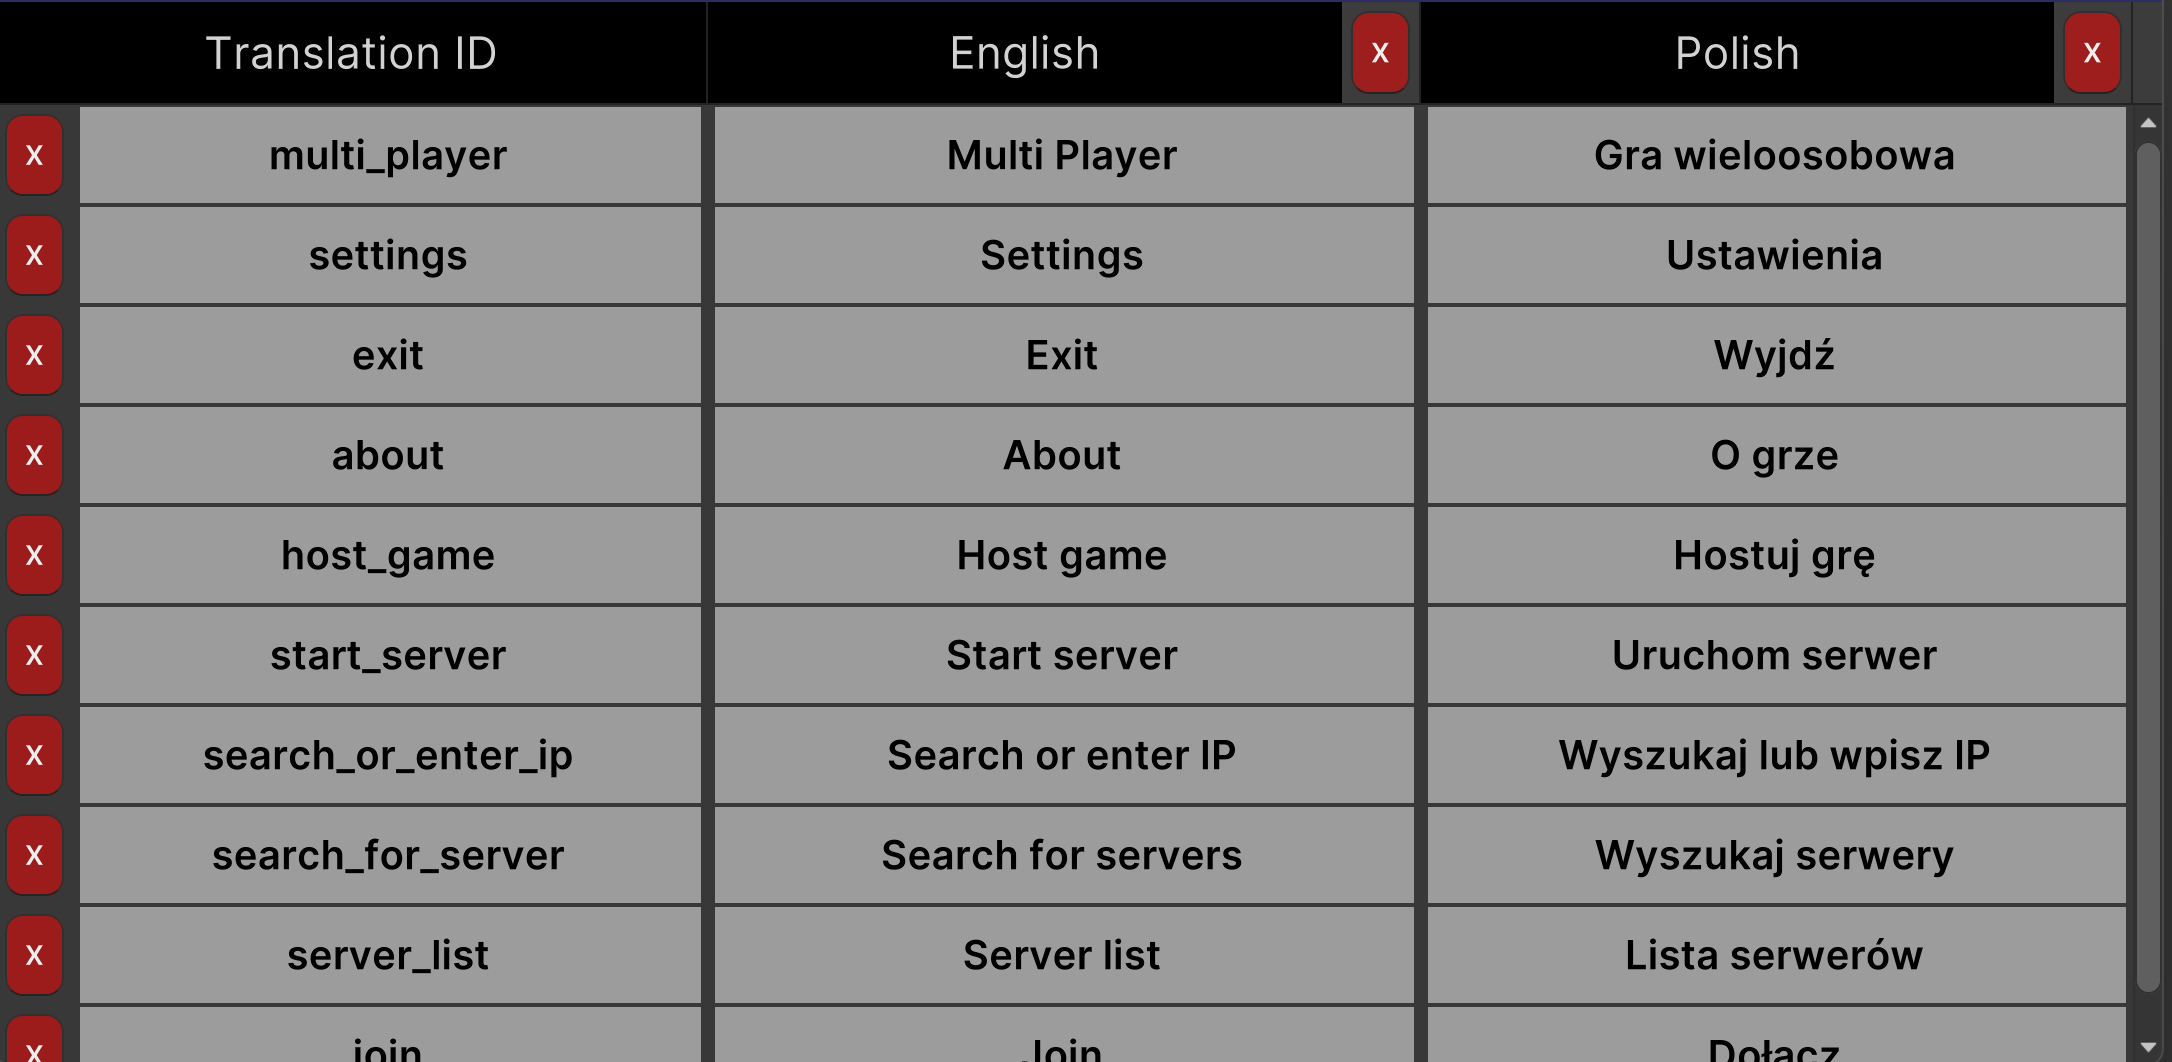 Translation ID English X Polish X
X multi_player Multi Player Gra wieloosobowa
X settings Settings Ustawienia
X exit Exit Wyjdź
X about About O grze
X host_game Host game Hostuj grę
X start_server Start server Uruchom serwer
X search_or_enter_ip Search or enter IP Wyszukaj lub wpisz IP
X search_for_server Search for servers Wyszukaj serwery
X server_list Server list Lista serwerów
X join Join Dołącz